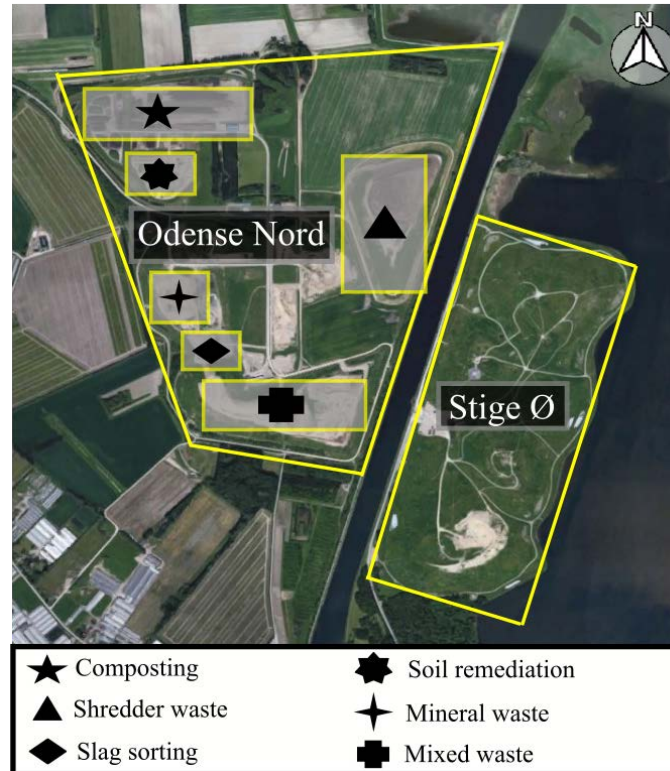 N
Odense Nord
Stige Ø
Composting
Soil remediation
Shredder waste
Mineral waste
Slag sorting
Mixed waste